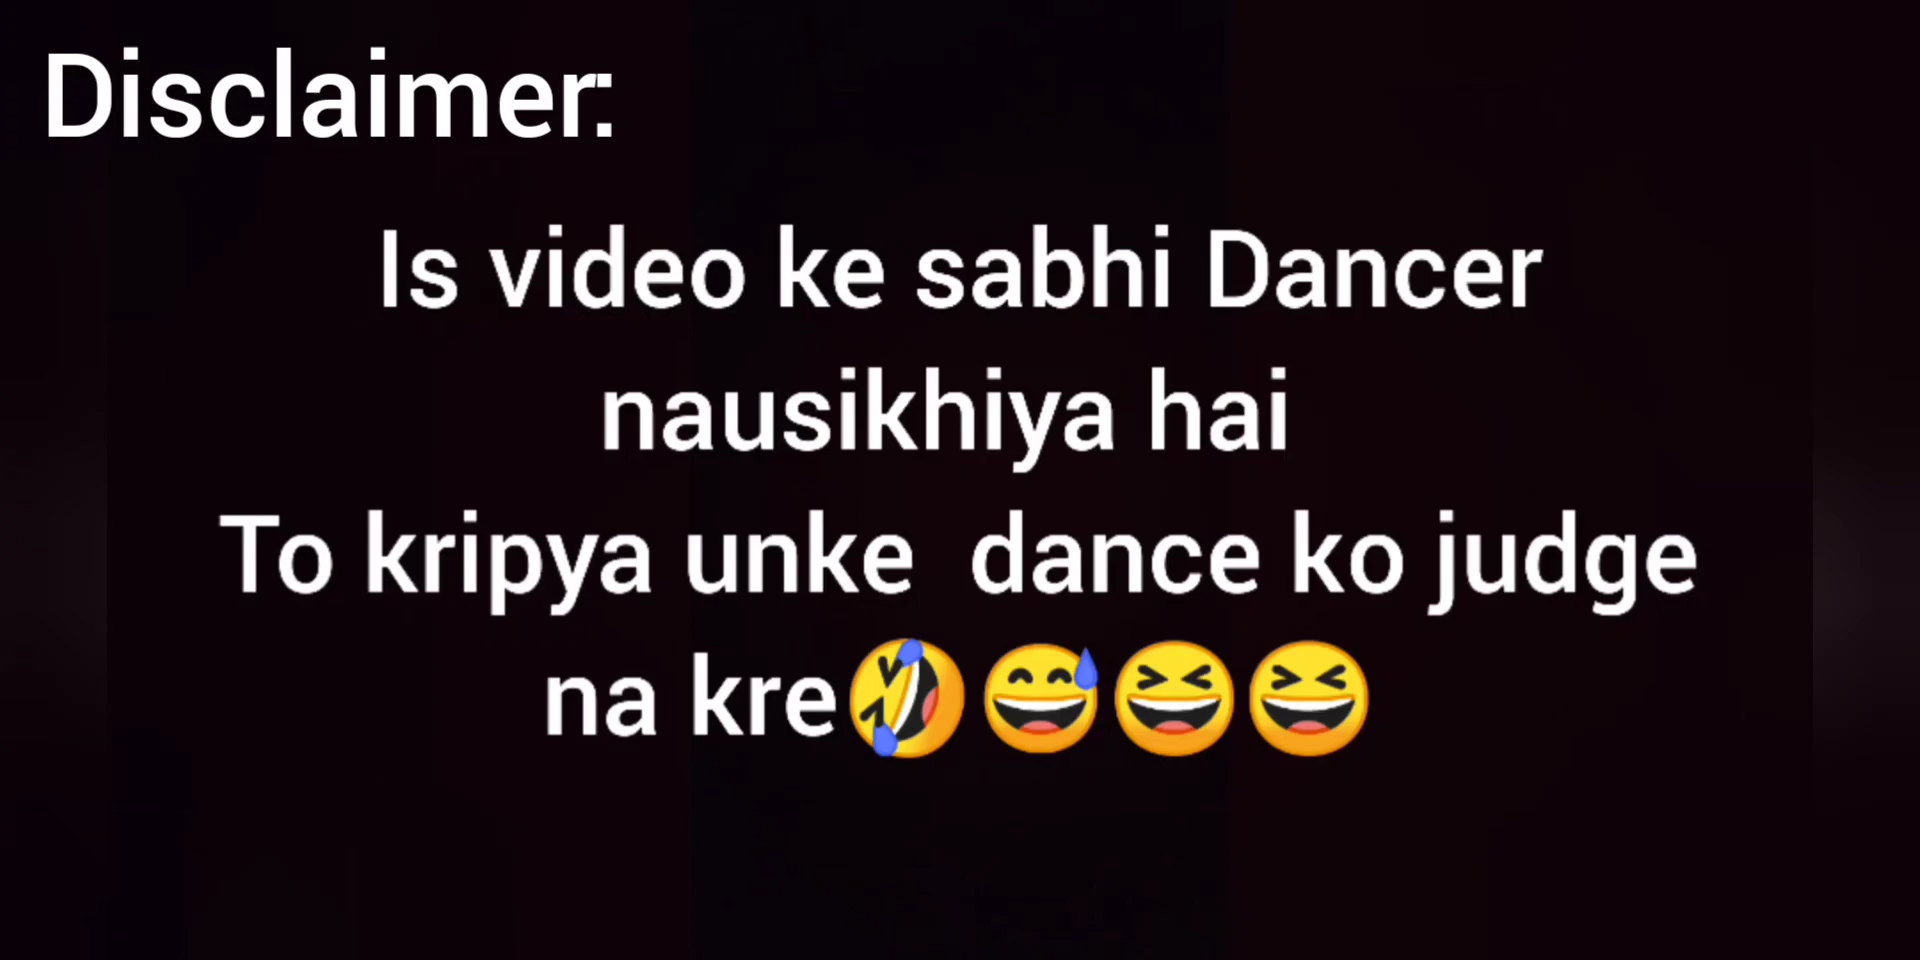 Disclaimer:
Is video ke sabhi Dancer
nausikhiya hai
To kripya unke  dance ko judge
na kre🤣😅😆😆